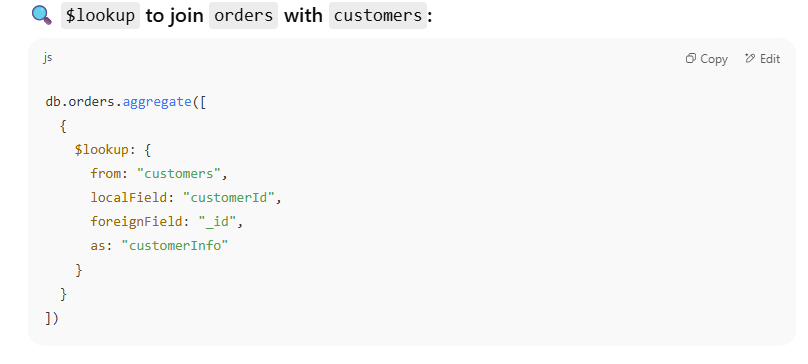 🔍 $lookup to join orders with customers:
js
Copy Edit
db.orders.aggregate([
  {
    $lookup: {
      from: "customers",
      localField: "customerId",
      foreignField: "_id",
      as: "customerInfo"
    }
  }
])